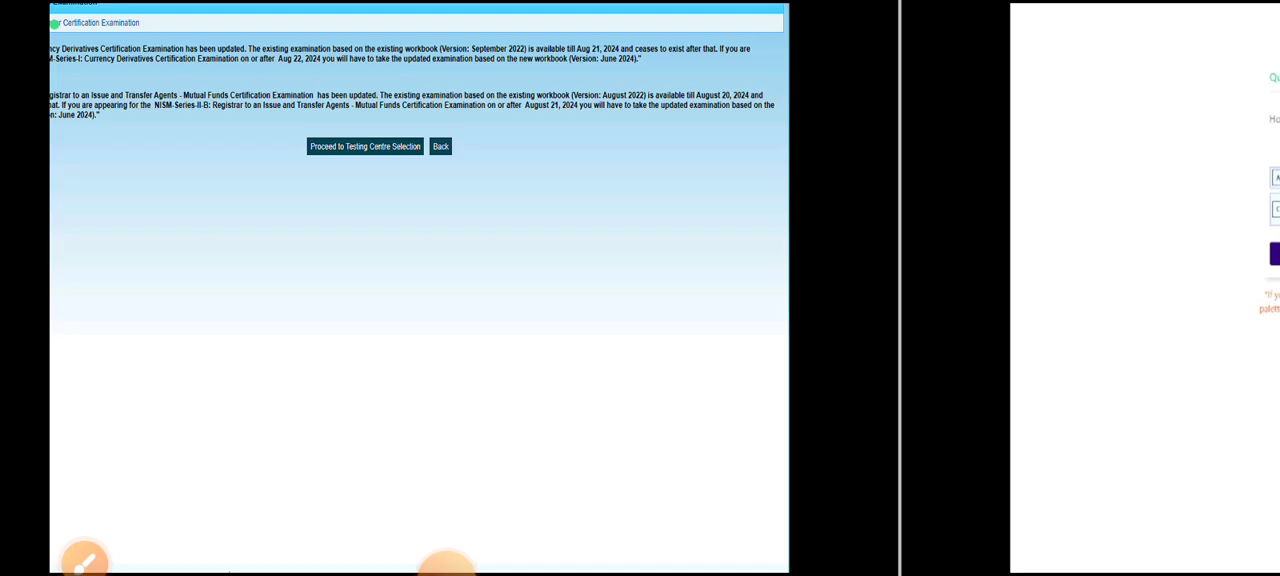 r Certification Examination
ncy Derivatives Certification Examination has been updated. The existing examination based on the existing workbook (Version: September 2022) is available till Aug 21, 2024 and ceases to exist after that. If you are
M-Series-I: Currency Derivatives Certification Examination on or after Aug 22, 2024 you will have to take the updated examination based on the new workbook (Version: June 2024)."
gistrar to an Issue and Transfer Agents - Mutual Funds Certification Examination has been updated. The existing examination based on the existing workbook (Version: August 2022) is available till August 20, 2024 and
hat. If you are appearing for the NISM-Series-II-B: Registrar to an Issue and Transfer Agents - Mutual Funds Certification Examination on or after August 21, 2024 you will have to take the updated examination based on the
n: June 2024)."
Proceed to Testing Centre Selection Back
Qu
Ho
*If y
palett